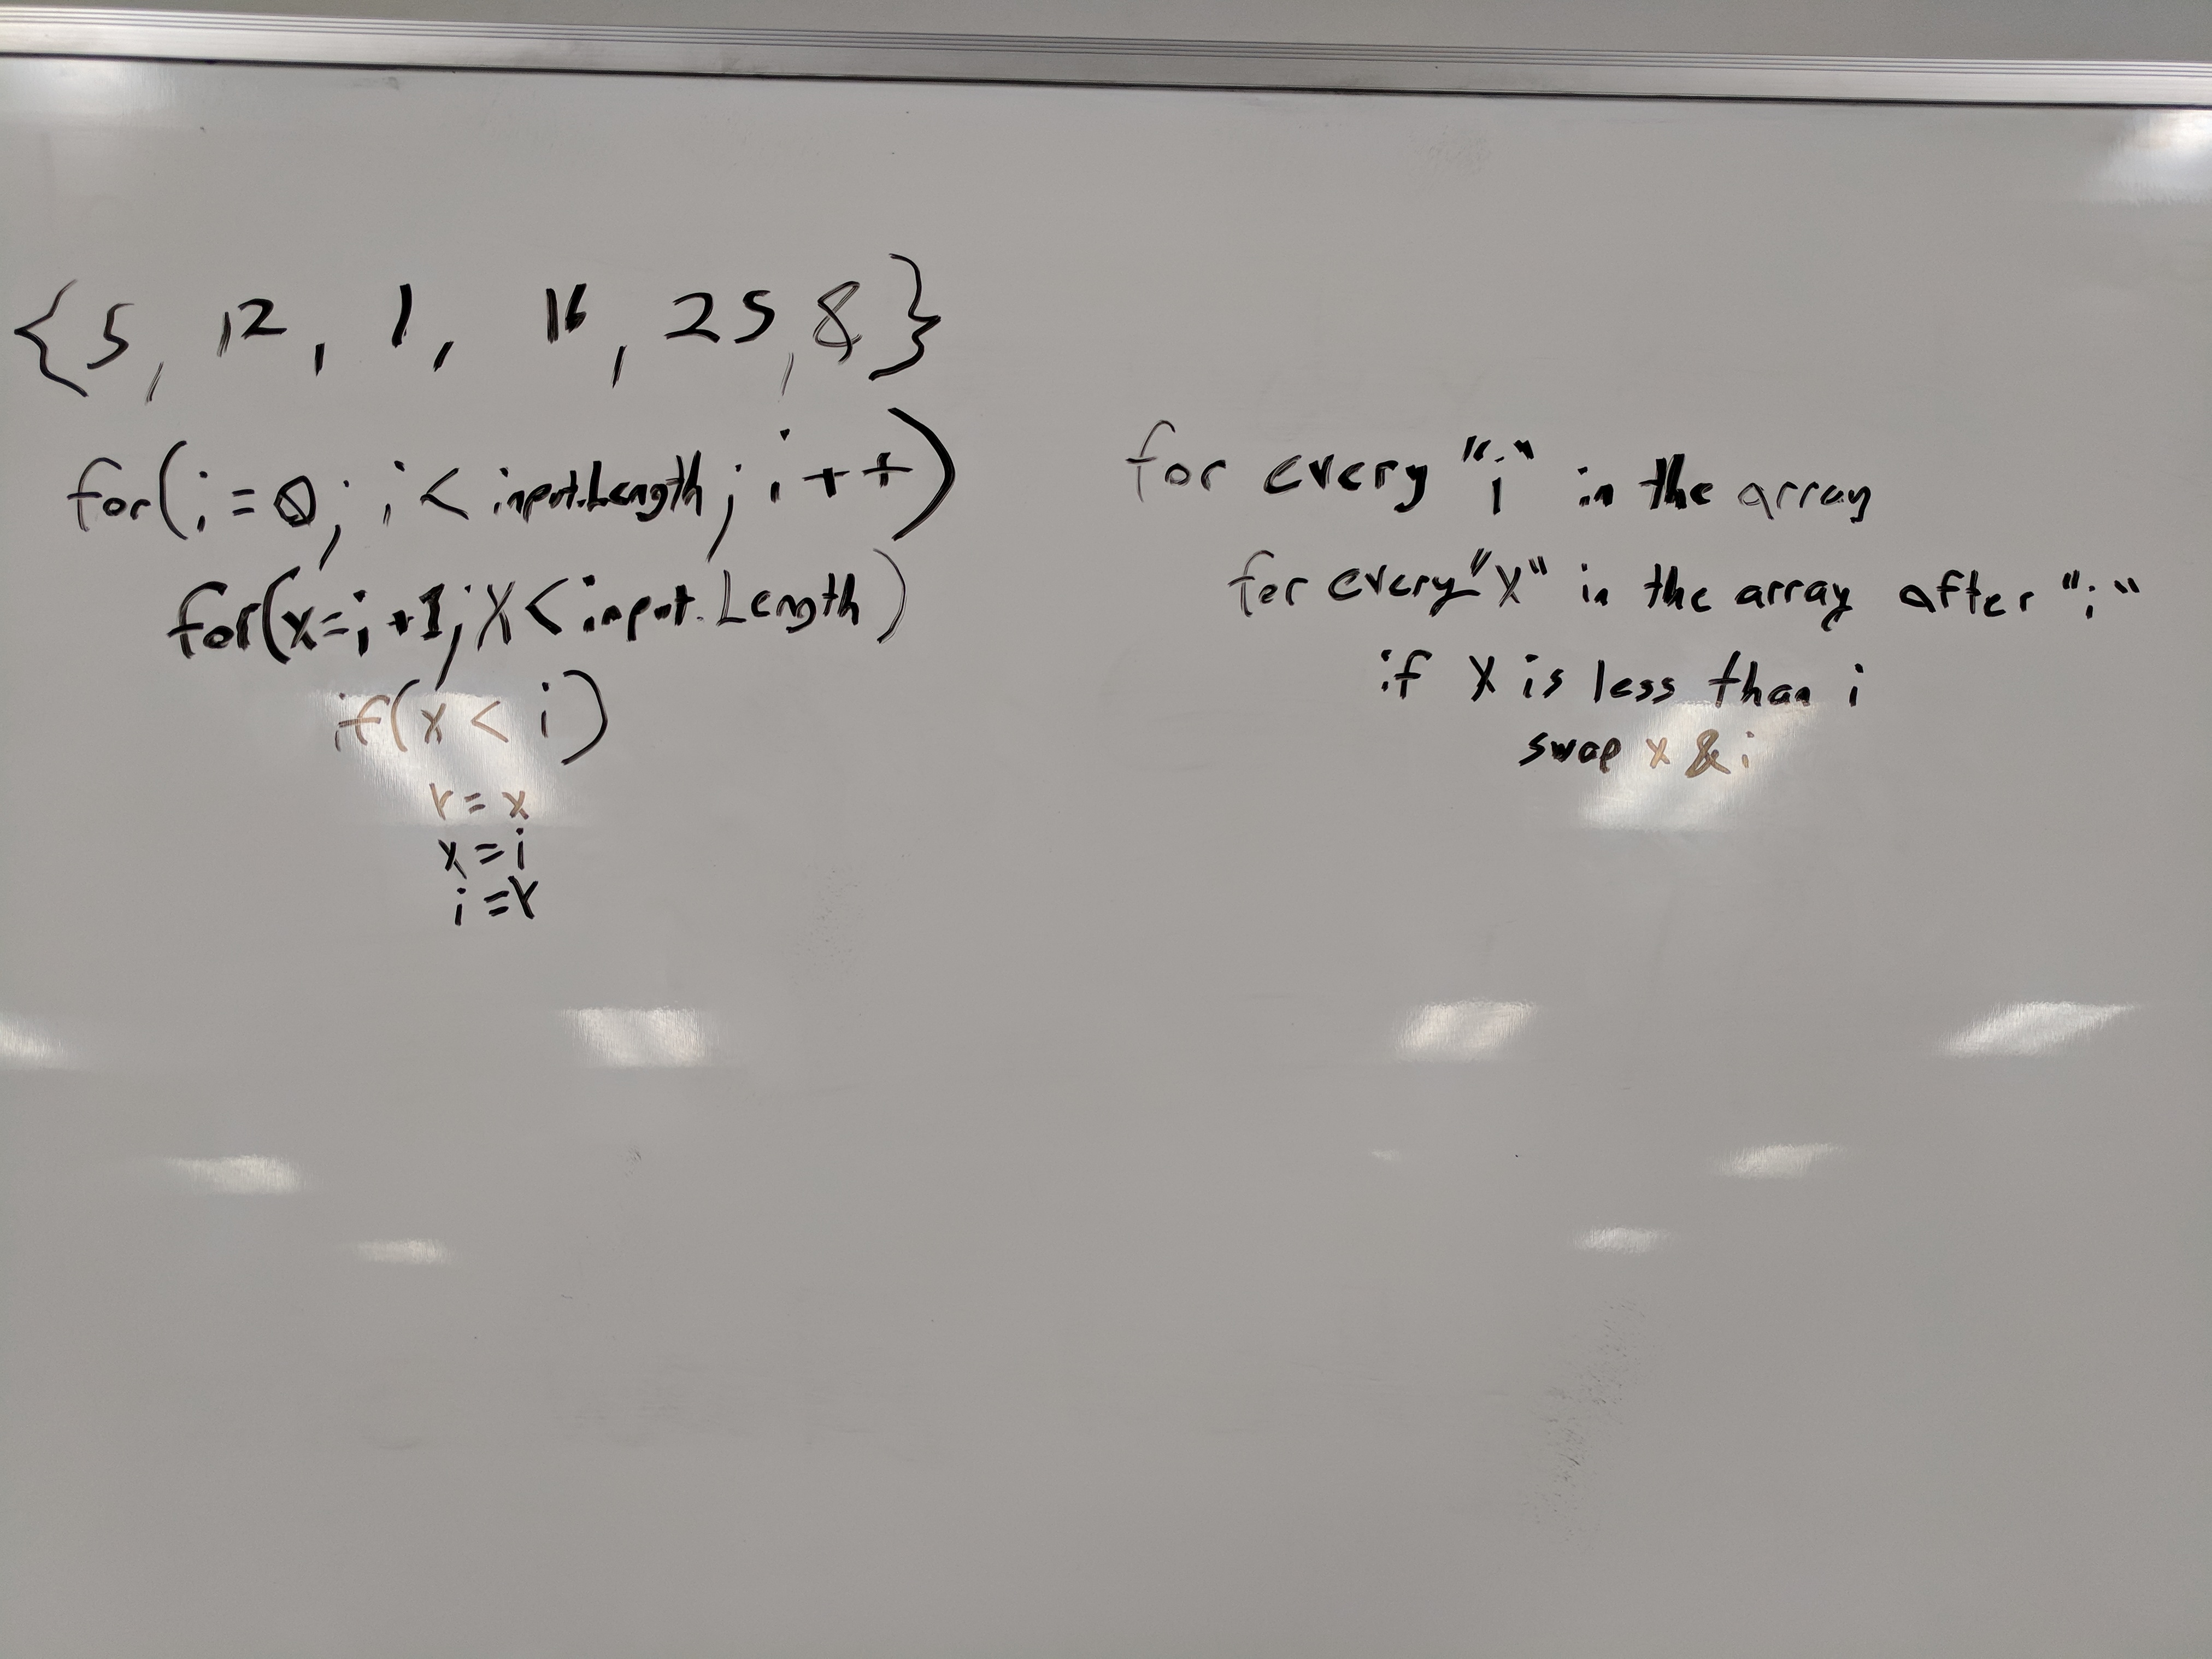 {5, 12, 1, 16, 25, 8}
for(i=0; i < input.Length; i++)
for(x=i+1; X < input.Length)
if(x < i)
r = x
x = i
i = r
for every "i" in the array
for every "X" in the array after "i"
if X is less than i
swap x & i